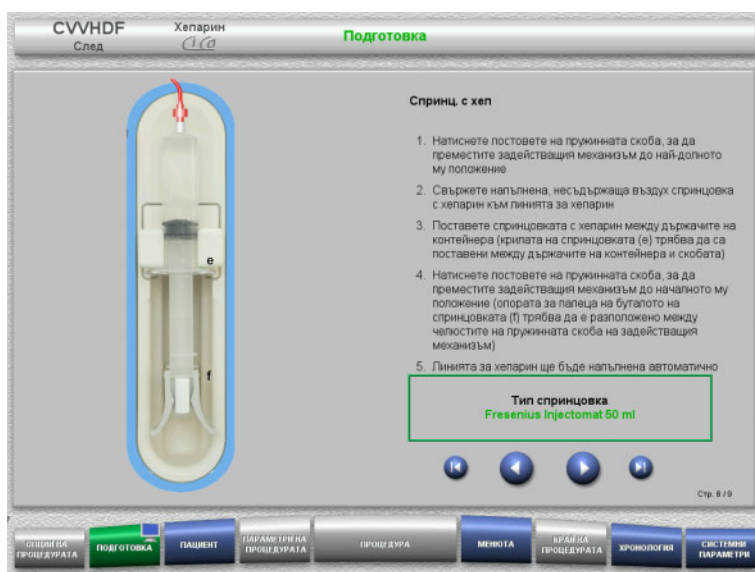 CVVHDF
След
Хепарин
CiCa
Подготовка
Спринц. с хеп
1. Натиснете постовете на пружинната скоба, за да
преместите задействащия механизъм до най-долното
му положение
2. Свържете напълнена, несъдържаща въздух спринцовка
с хепарин към линията за хепарин
3. Поставете спринцовката с хепарин между държачите на
контейнера (крилата на спринцовката (e) трябва да са
поставени между държачите на контейнера и скобата)
4. Натиснете постовете на пружинната скоба, за да
преместите задействащия механизъм до началното му
положение (опората за палеца на буталото на
спринцовката (f) трябва да е разположено между
челюстите на пружинната скоба на задействащия
механизъм)
5. Линията за хепарин ще бъде напълнена автоматично
e
f
Тип спринцовка
Fresenius Injectomat 50 ml
Стр. 8 / 9
ОПЦИИ НА
ПРОЦЕДУРАТА
ПОДГОТОВКА
ПАЦИЕНТ
ПАРАМЕТРИ НА
ПРОЦЕДУРАТА
ПРОЦЕДУРА
МЕНЮТА
КРАЙ НА
ПРОЦЕДУРАТА
ХРОНОЛОГИЯ
СИСТЕМНИ
ПАРАМЕТРИ